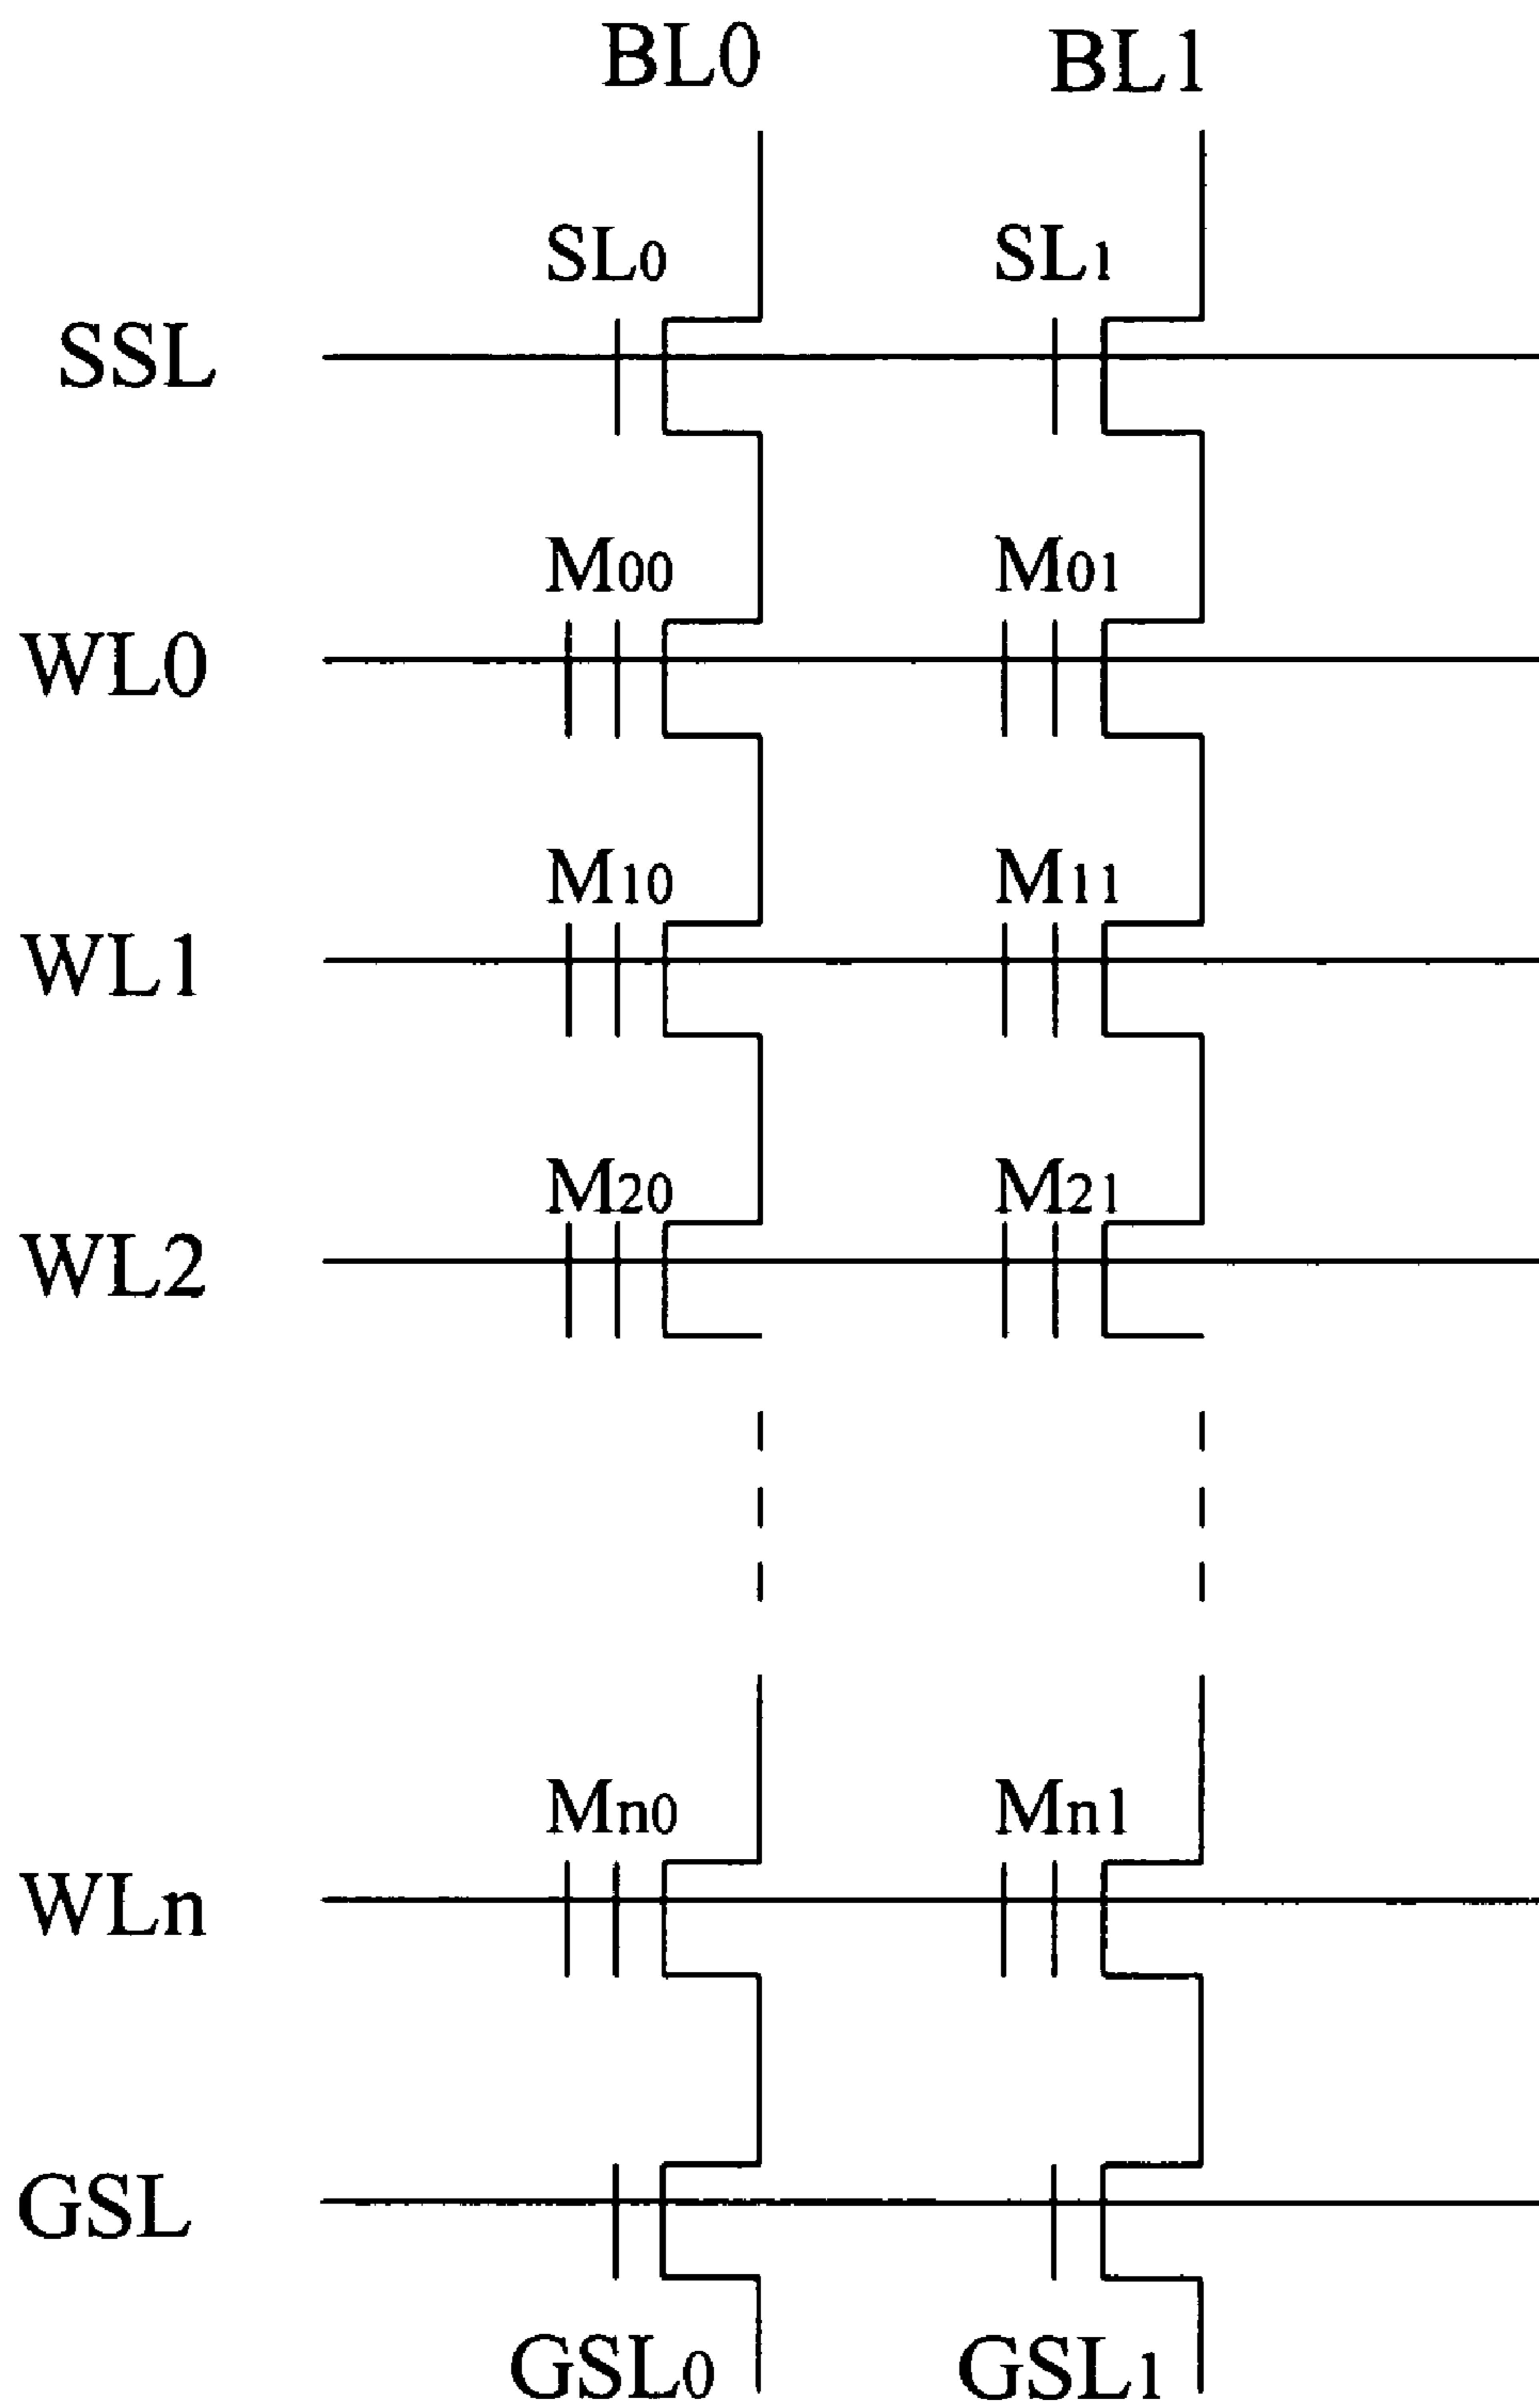 BL0 BL1
SL0 SL1
SSL
M00 M01
WL0
M10 M11
WL1
M20 M21
WL2
Mn0 Mn1
WLn
GSL
GSL0 GSL1